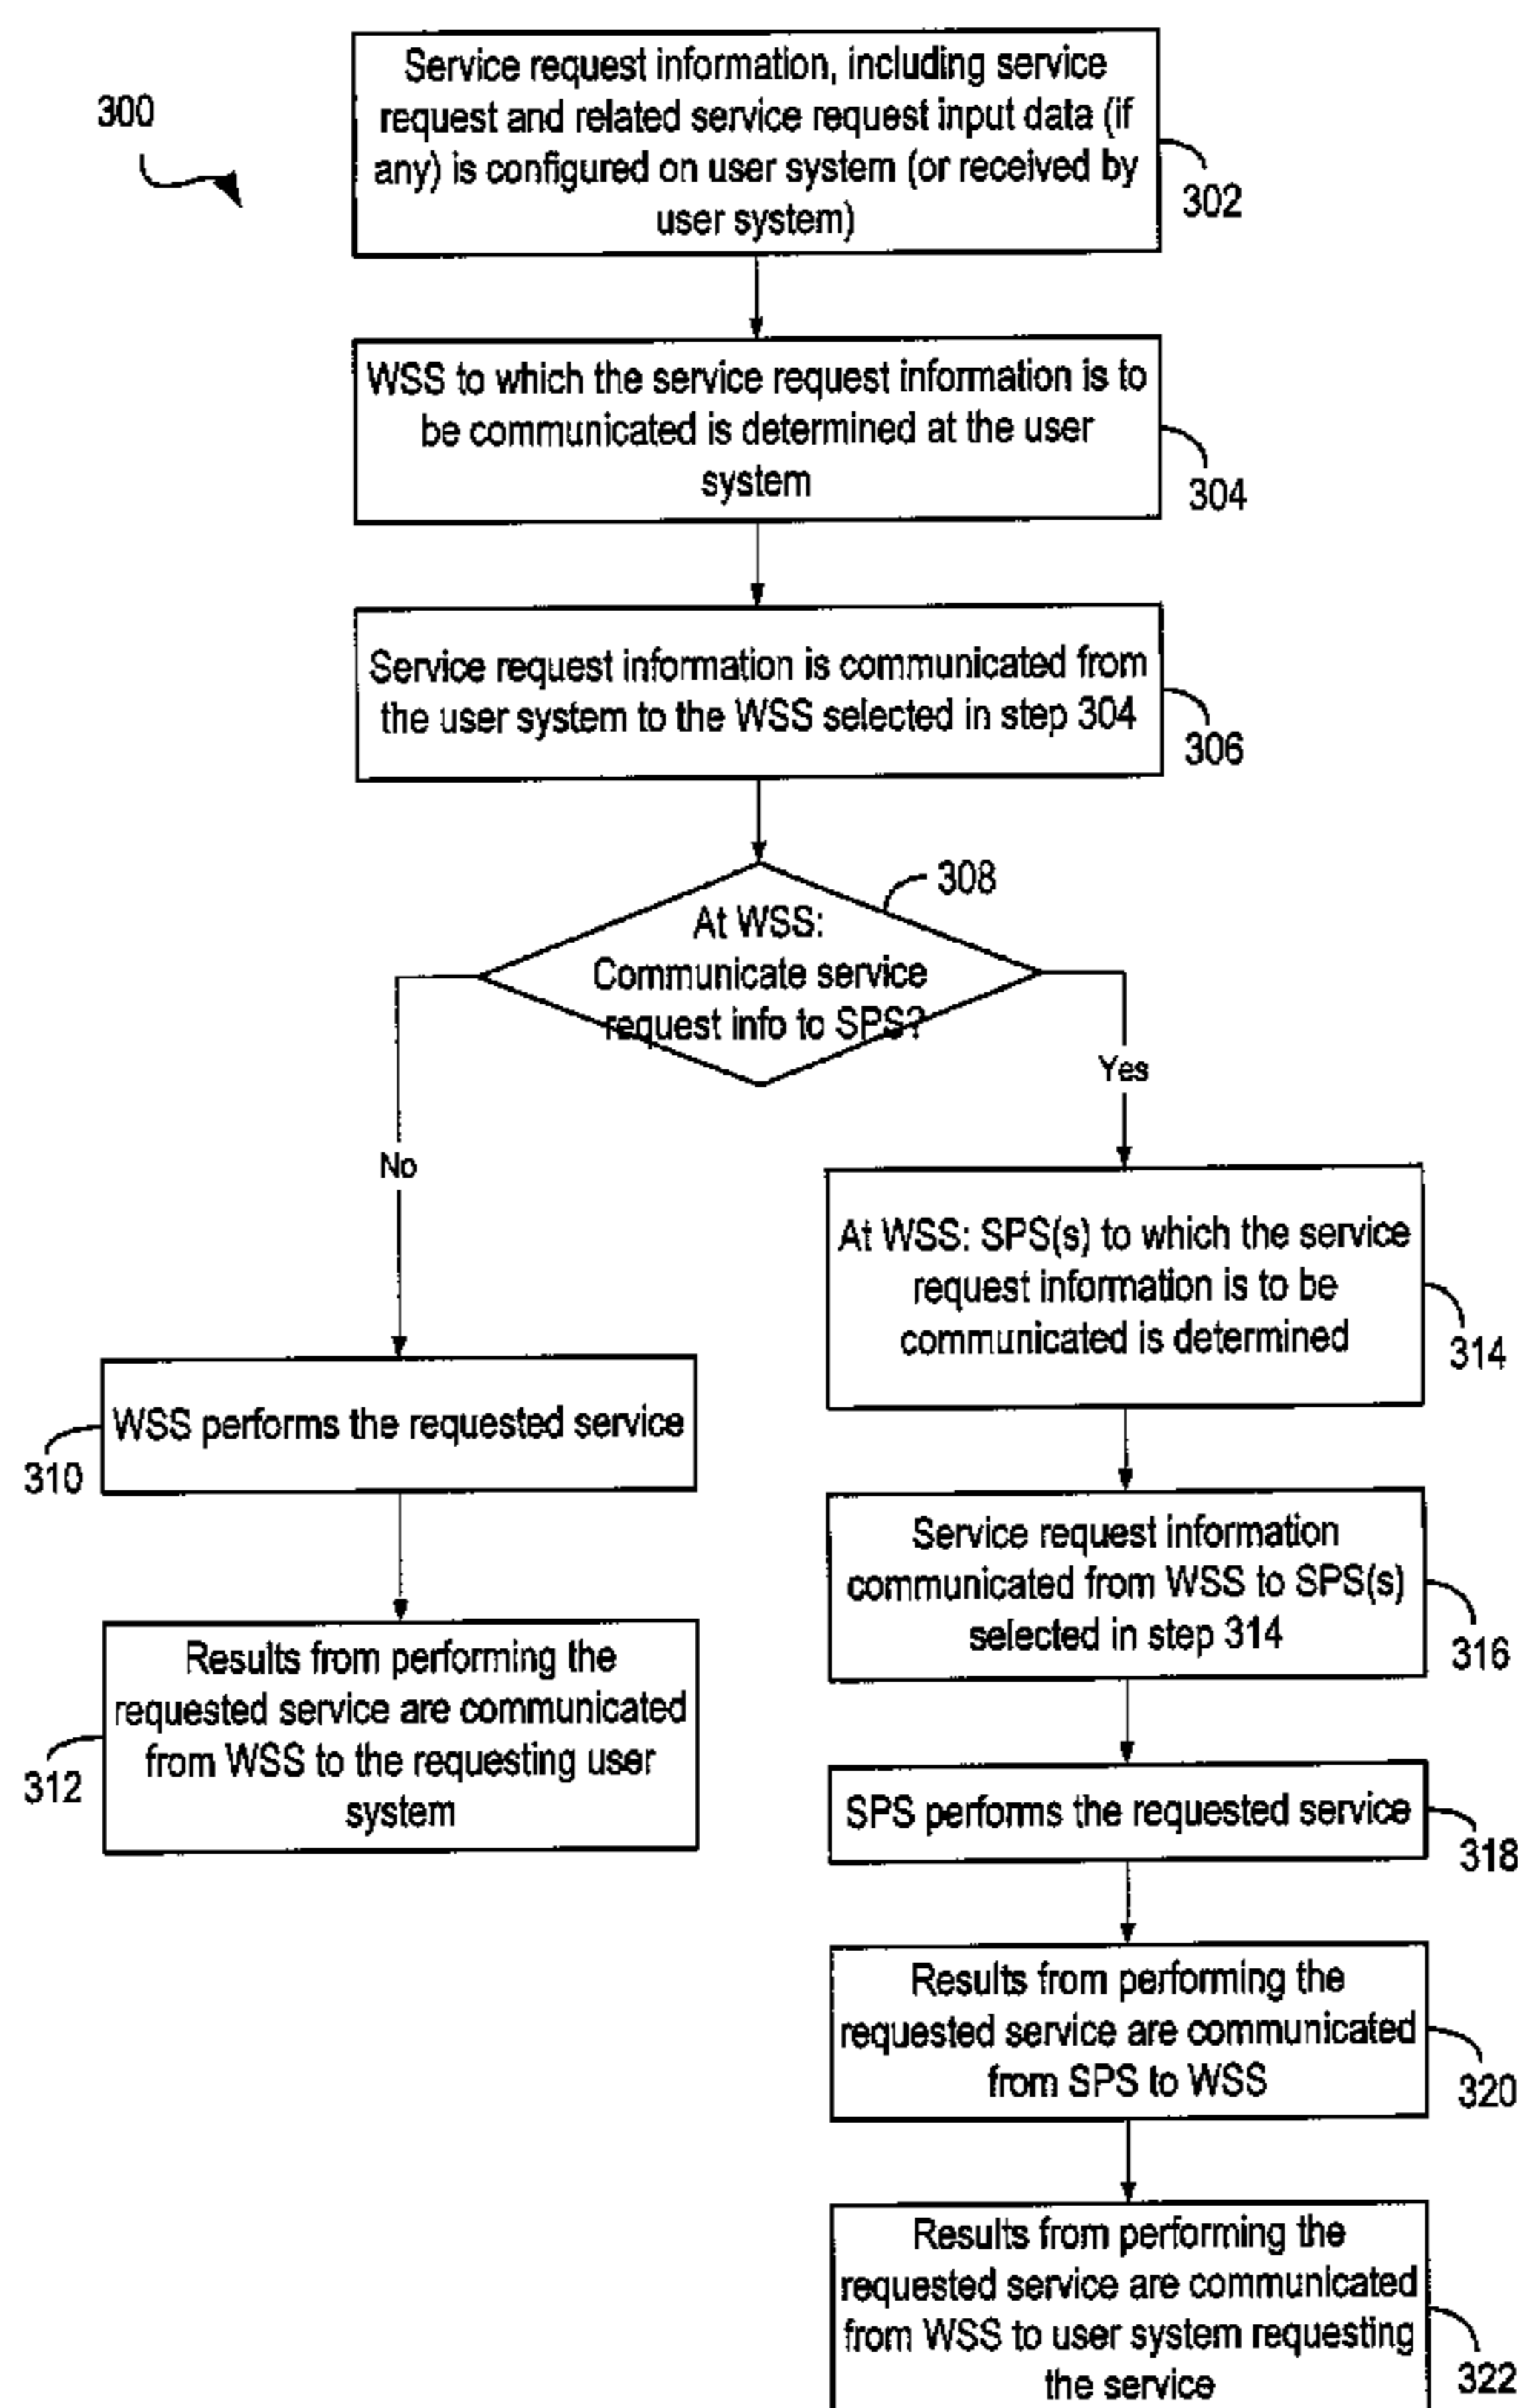 300
Service request information, including service
request and related service request input data (if
any) is configured on user system (or received by
user system)
302
WSS to which the service request information is to
be communicated is determined at the user
system
304
Service request information is communicated from
the user system to the WSS selected in step 304
306
308
At WSS:
Communicate service
request info to SPS?
Yes
No
At WSS: SPS(s) to which the service
request information is to be
communicated is determined
314
WSS performs the requested service
310
Service request information
communicated from WSS to SPS(s)
selected in step 314
316
Results from performing the
requested service are communicated
from WSS to the requesting user
system
312
SPS performs the requested service
318
Results from performing the
requested service are communicated
from SPS to WSS
320
Results from performing the
requested service are communicated
from WSS to user system requesting
the service
322